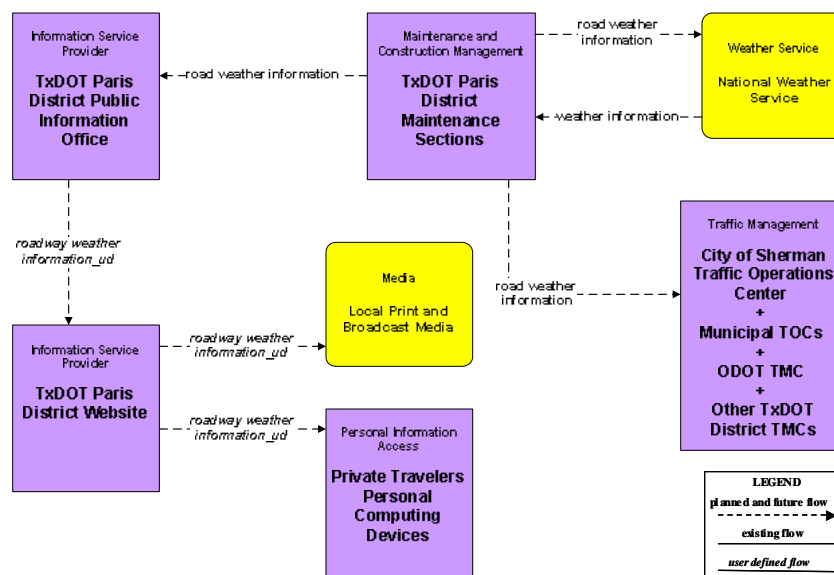 Information Service
Provider
TxDOT Paris
District Public
Information
Office
road weather information
Maintenance and
Construction Management
TxDOT Paris
District
Maintenance
Sections
road weather
information
weather information
Weather Service
National Weather
Service
roadway weather
information_ud
Media
Local Print and
Broadcast Media
road weather
information
Traffic Management
City of Sherman
Traffic Operations
Center
+
Municipal TOCs
+
ODOT TMC
+
Other TxDOT
District TMCs
Information Service
Provider
TxDOT Paris
District Website
roadway weather
information_ud
roadway weather
information_ud
Personal Information
Access
Private Travelers
Personal
Computing
Devices
LEGEND
planned and future flow
existing flow
user defined flow